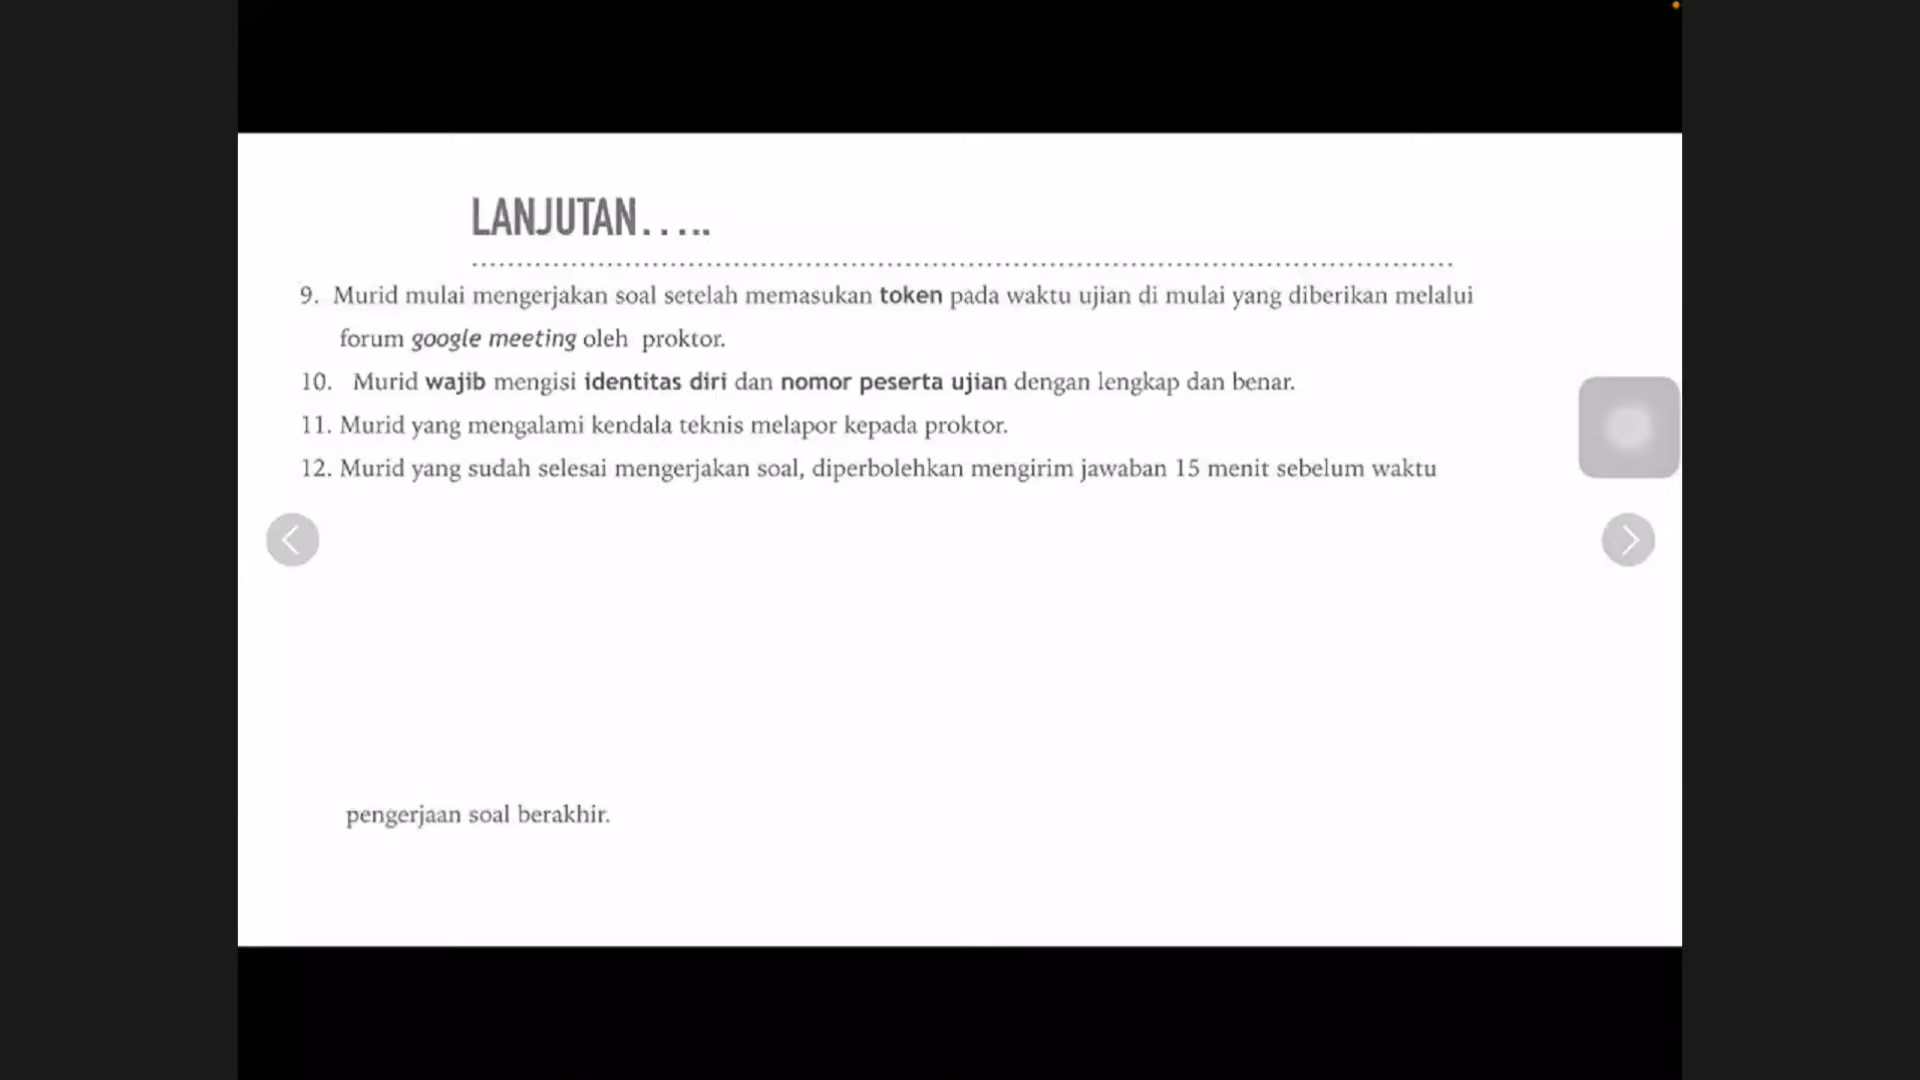 LANJUTAN.....
9. Murid mulai mengerjakan soal setelah memasukan token pada waktu ujian di mulai yang diberikan melalui
forum google meeting oleh proktor.
10. Murid wajib mengisi identitas diri dan nomor peserta ujian dengan lengkap dan benar.
11. Murid yang mengalami kendala teknis melapor kepada proktor.
12. Murid yang sudah selesai mengerjakan soal, diperbolehkan mengirim jawaban 15 menit sebelum waktu
pengerjaan soal berakhir.